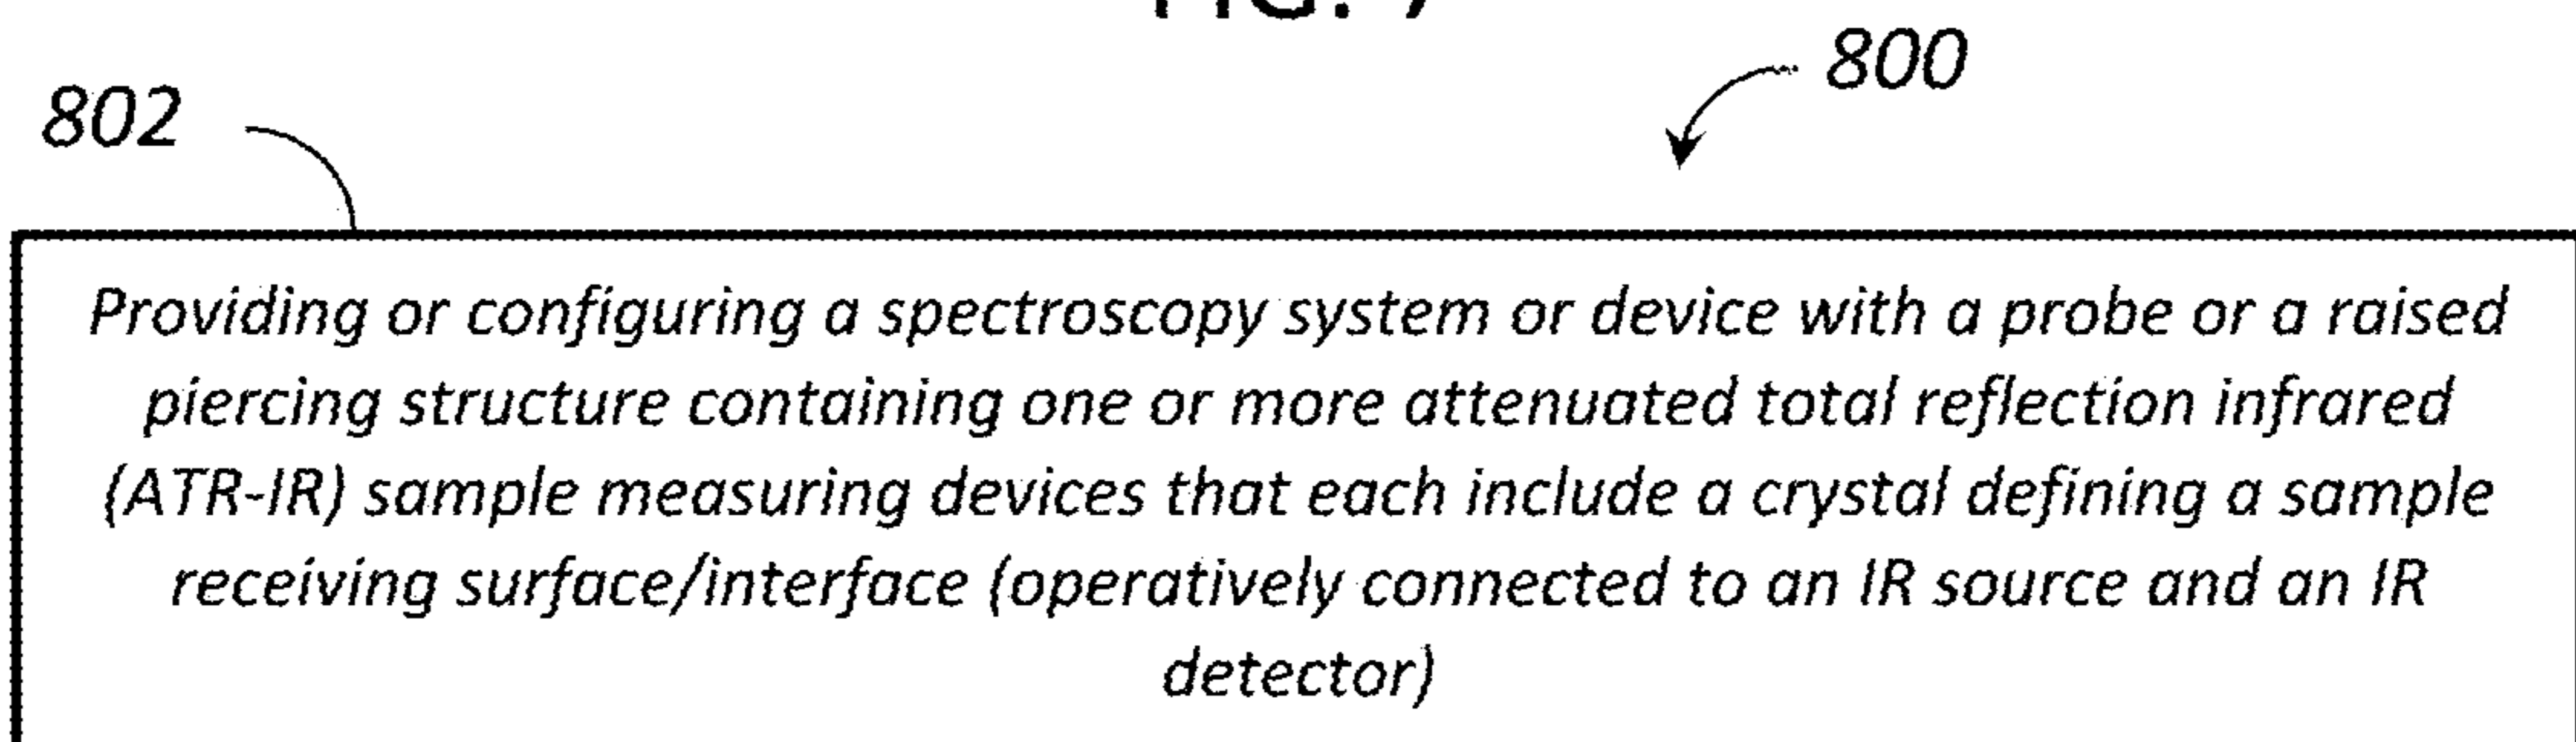 FIG. 7
800
802
Providing or configuring a spectroscopy system or device with a probe or a raised
piercing structure containing one or more attenuated total reflection infrared
(ATR-IR) sample measuring devices that each include a crystal defining a sample
receiving surface/interface (operatively connected to an IR source and an IR
detector)